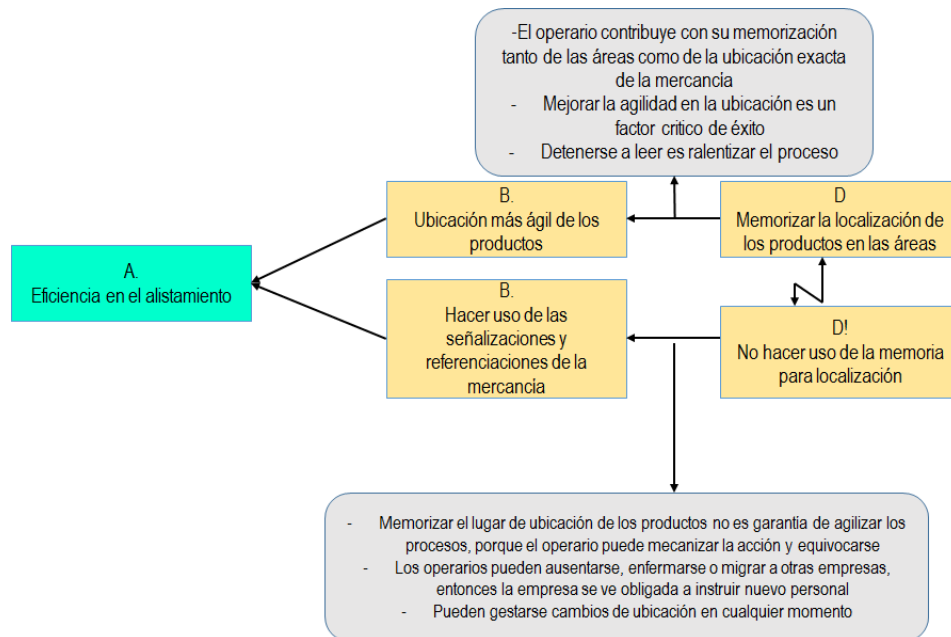 -El operario contribuye con su memorización
tanto de las áreas como de la ubicación exacta
de la mercancía
- Mejorar la agilidad en la ubicación es un
factor critico de éxito
- Detenerse a leer es ralentizar el proceso
B.
Ubicación más ágil de los
productos
D
Memorizar la localización de
los productos en las áreas
A.
Eficiencia en el alistamiento
B.
Hacer uso de las
señalizaciones y
referenciaciones de la
mercancía
D!
No hacer uso de la memoria
para localización
- Memorizar el lugar de ubicación de los productos no es garantía de agilizar los
procesos, porque el operario puede mecanizar la acción y equivocarse
- Los operarios pueden ausentarse, enfermarse o migrar a otras empresas,
entonces la empresa se ve obligada a instruir nuevo personal
- Pueden gestarse cambios de ubicación en cualquier momento